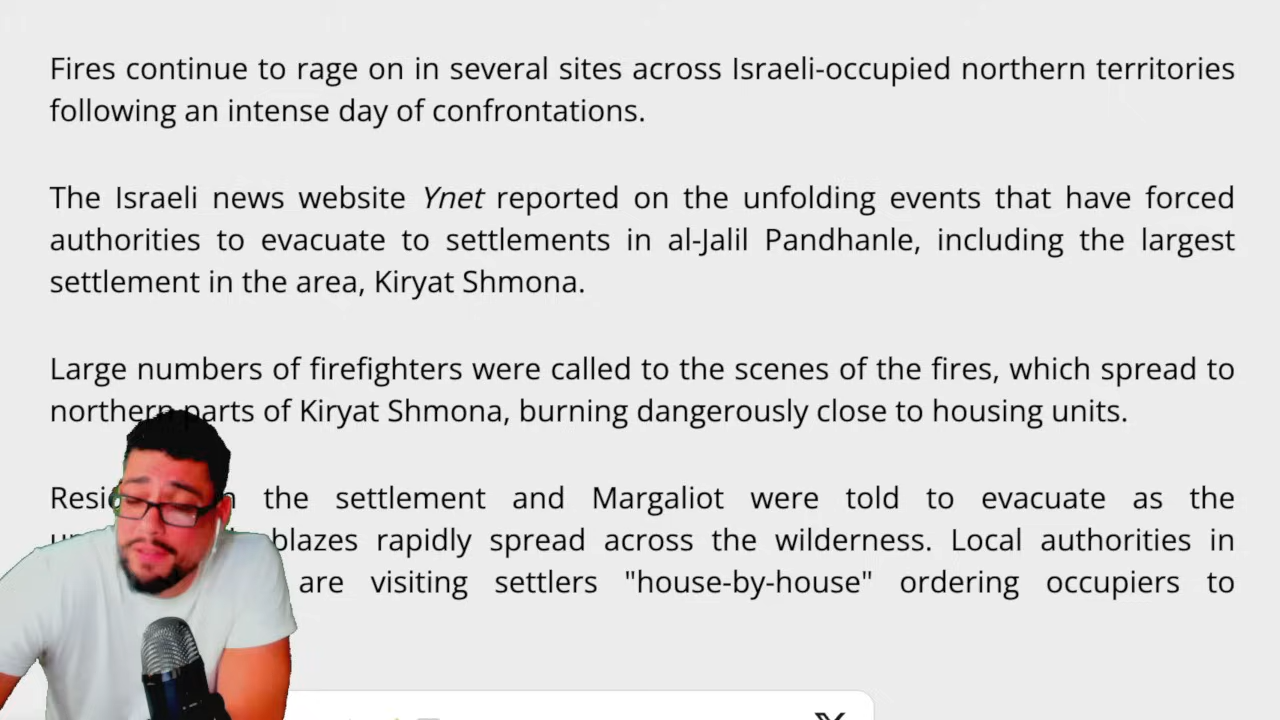 Fires continue to rage on in several sites across Israeli-occupied northern territories
following an intense day of confrontations.
The Israeli news website Ynet reported on the unfolding events that have forced
authorities to evacuate to settlements in al-Jalil Pandhanle, including the largest
settlement in the area, Kiryat Shmona.
Large numbers of firefighters were called to the scenes of the fires, which spread to
northern parts of Kiryat Shmona, burning dangerously close to housing units.
the settlement and Margaliot were told to evacuate as the
blazes rapidly spread across the wilderness. Local authorities in
are visiting settlers "house-by-house" ordering occupiers to